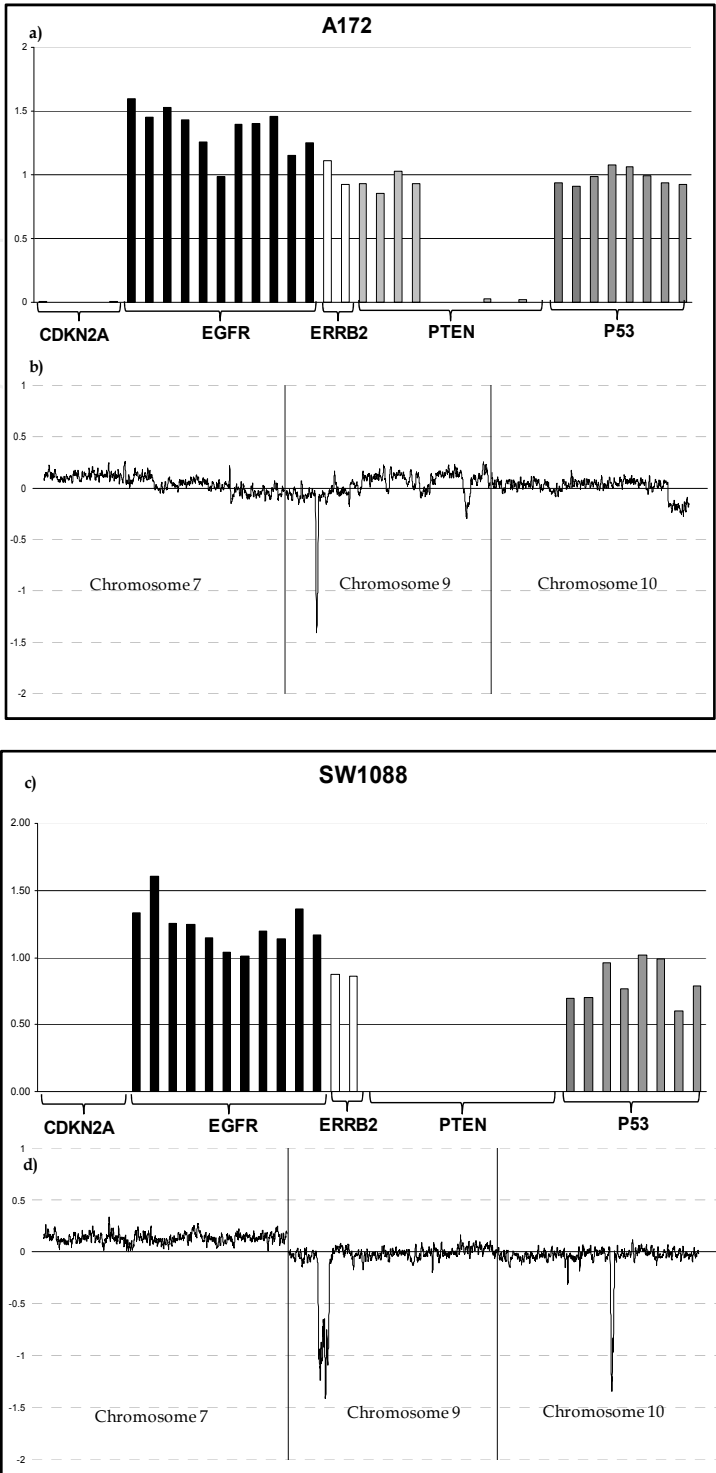 a)
A172
2
1.5
1
0.5
0
CDKN2A EGFR ERRB2 PTEN P53
b)
1
0.5
0
-0.5
-1
-1.5
-2
Chromosome 7 Chromosome 9 Chromosome 10
c)
SW1088
2.00
1.50
1.00
0.50
0.00
CDKN2A EGFR ERRB2 PTEN P53
d)
1
0.5
0
-0.5
-1
-1.5
-2
Chromosome 7 Chromosome 9 Chromosome 10